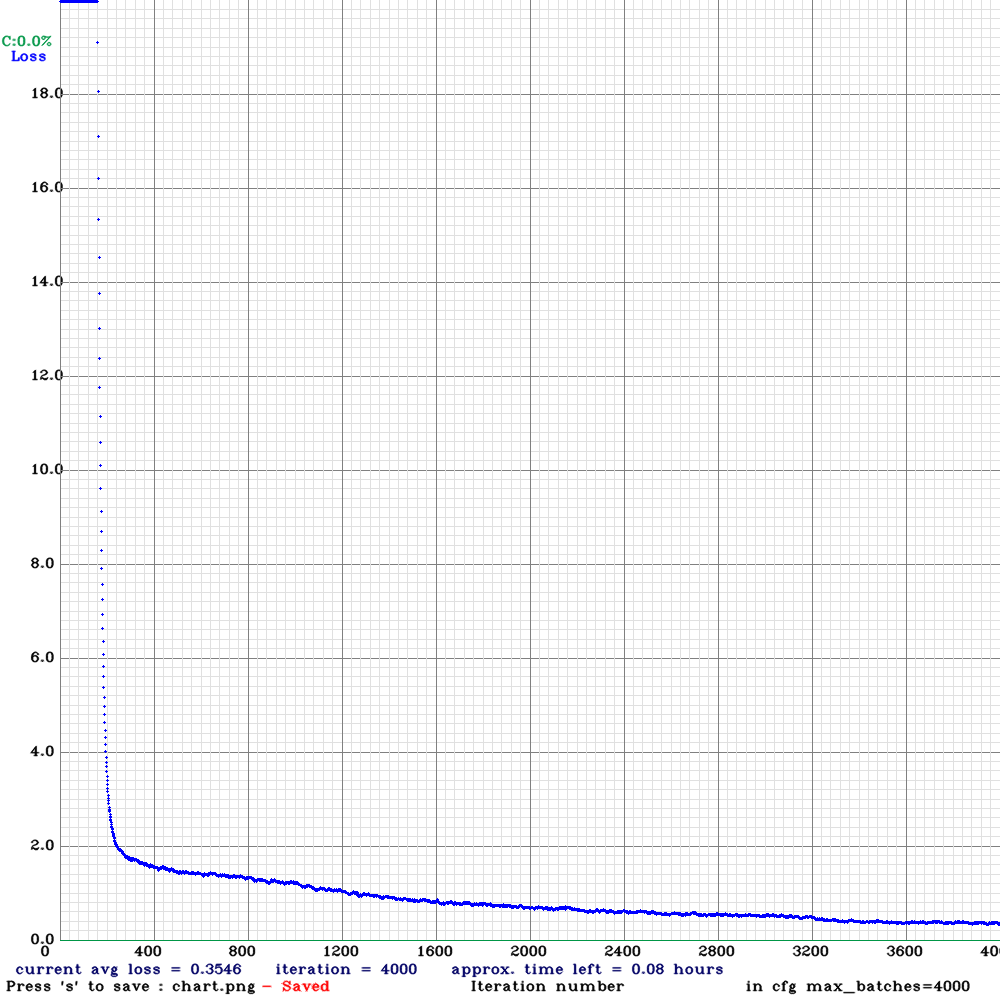 C:0.0%
Loss
18.0
16.0
14.0
12.0
10.0
8.0
6.0
4.0
2.0
0.0
0 400 800 1200 1600 2000 2400 2800 3200 3600 40
current avg loss = 0.3546 iteration = 4000 approx. time left = 0.08 hours
Press 's' to save : chart.png - Saved Iteration number in cfg max_batches=4000